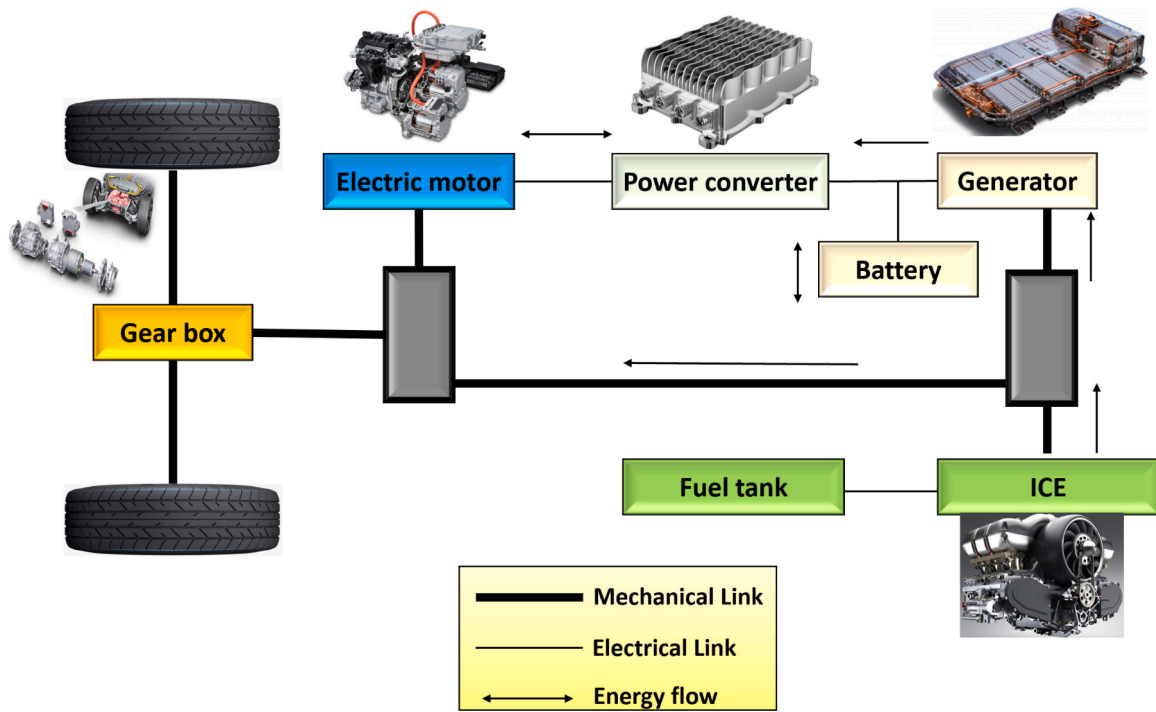 Electric motor
Power converter
Generator
Battery
Gear box
Fuel tank
ICE
Mechanical Link
Electrical Link
Energy flow